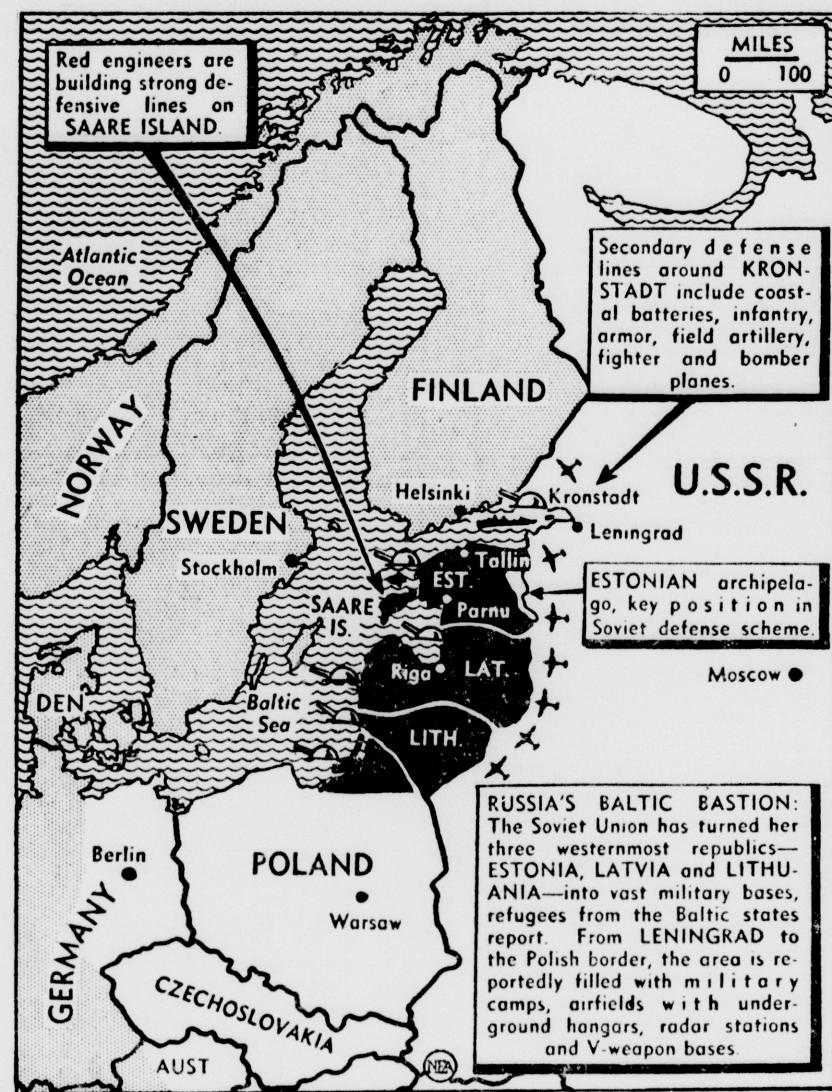 Red engineers are
building strong de-
fensive lines on
SAARE ISLAND.
MILES
0 100
Atlantic
Ocean
Secondary defense
lines around KRON-
STADT include coast-
al batteries, infantry,
armor, field artillery,
fighter and bomber
planes.
FINLAND
NORWAY
U.S.S.R.
Helsinki
Kronstadt
SWEDEN
Leningrad
Stockholm
Tallin
EST.
ESTONIAN archipela-
go, key position in
Soviet defense scheme.
SAARE
IS.
Parnu
Riga
LAT.
Moscow
DEN.
Baltic
Sea
LITH.
RUSSIA'S BALTIC BASTION:
The Soviet Union has turned her
three westernmost republics—
ESTONIA, LATVIA and LITHU-
ANIA—into vast military bases,
refugees from the Baltic states
report. From LENINGRAD to
the Polish border, the area is re-
portedly filled with military
camps, airfields with under-
ground hangars, radar stations
and V-weapon bases.
Berlin
POLAND
Warsaw
GERMANY
CZECHOSLOVAKIA
AUST
NEA